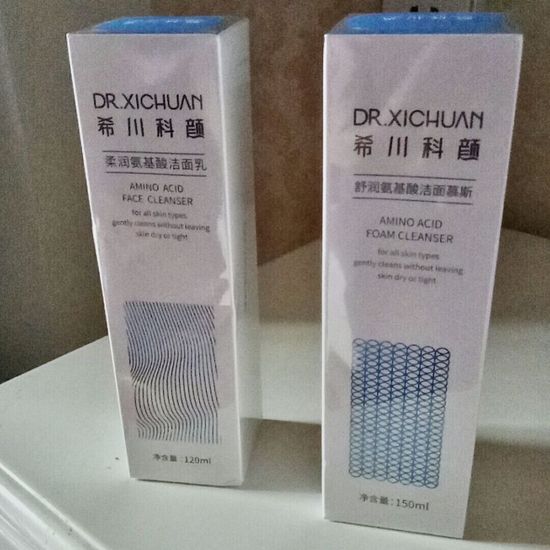 DR.XICHUAN
希川科颜
柔润氨基酸洁面乳
AMINO ACID
FACE CLEANSER
for all skin types
gently cleans without leaving
skin dry or tight
净含量:120ml
DR.XICHUAN
希川科颜
舒润氨基酸洁面慕斯
AMINO ACID
FOAM CLEANSER
for all skin types
gently cleans without leaving
skin dry or tight
净含量:150ml